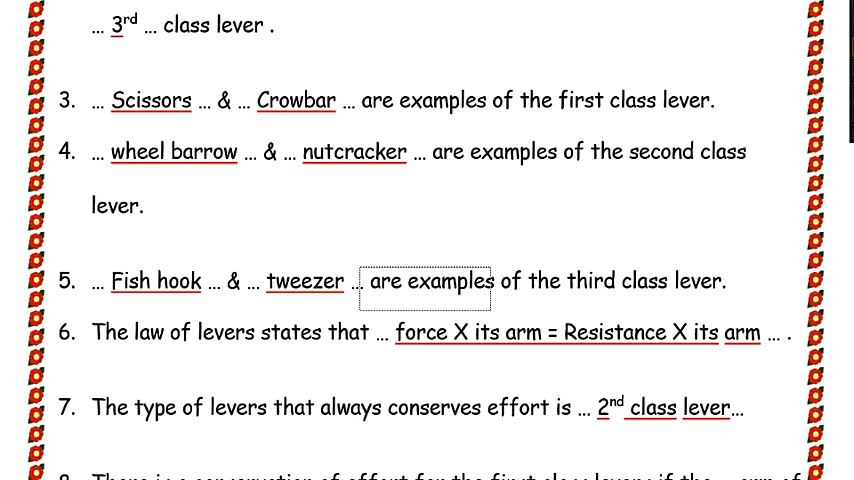 ... 3rd ... class lever .
3. ... Scissors ... & ... Crowbar ... are examples of the first class lever.
4. ... wheel barrow ... & ... nutcracker ... are examples of the second class
lever.
5. ... Fish hook ... & ... tweezer ... are examples of the third class lever.
6. The law of levers states that ... force X its arm = Resistance X its arm ... .
7. The type of levers that always conserves effort is ... 2nd class lever...